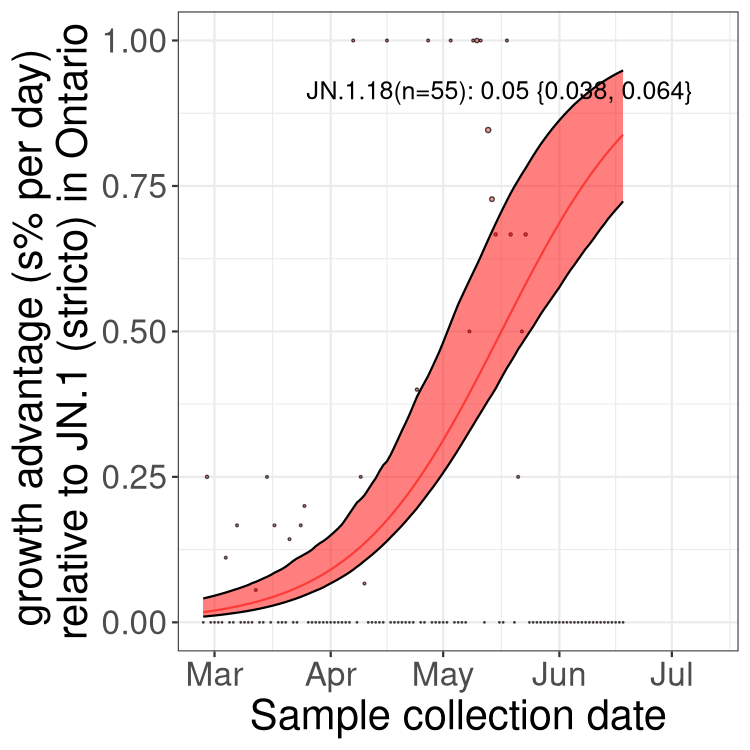 growth advantage (s% per day)
relative to JN.1 (stricto) in Ontario
1.00
0.75
0.50
0.25
0.00
JN.1.18(n=55): 0.05 {0.038, 0.064}
Mar Apr May Jun Jul
Sample collection date